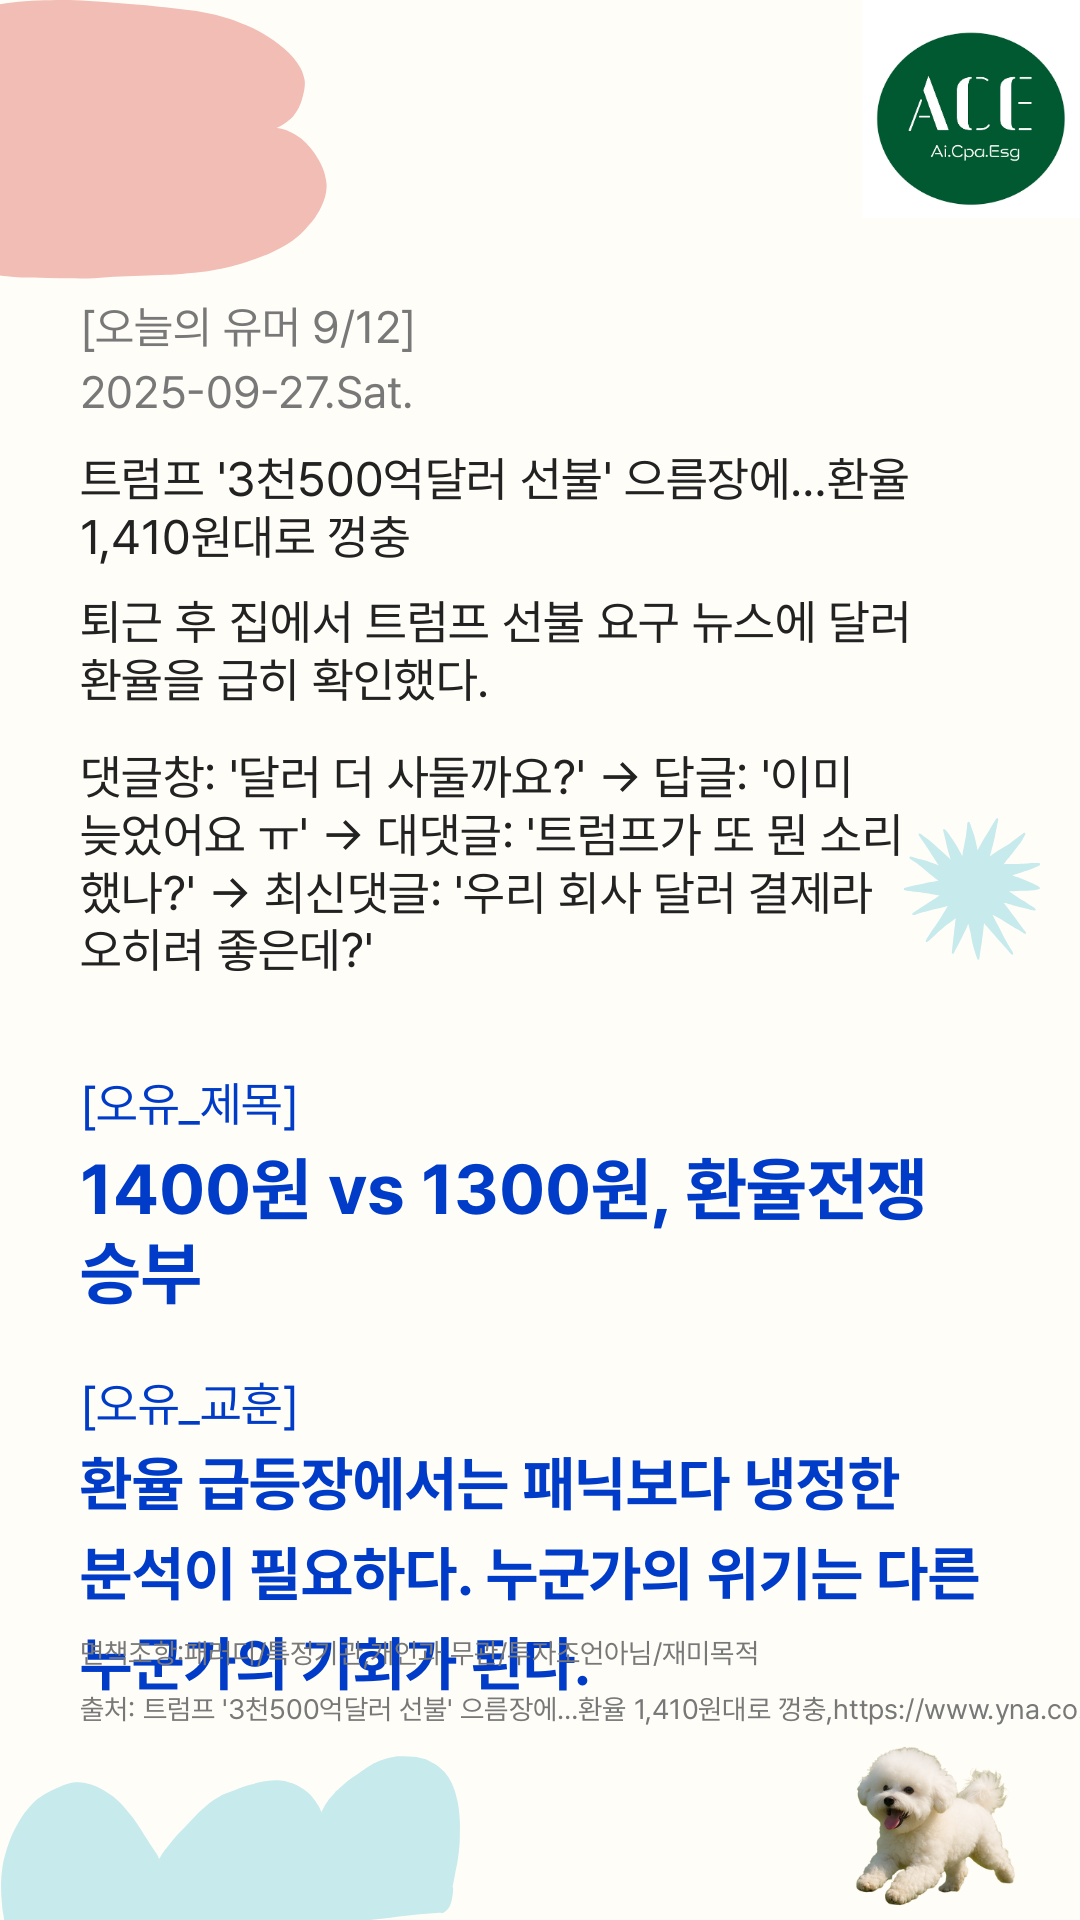 ACE
Ai.Cpa.Esg
[오늘의 유머 9/12]
2025-09-27.Sat.
트럼프 '3천500억달러 선불' 으름장에...환율
1,410원대로 껑충
퇴근 후 집에서 트럼프 선불 요구 뉴스에 달러
환율을 급히 확인했다.
댓글창: '달러 더 사둘까요?' → 답글: '이미
늦었어요 ㅠ' → 대댓글: '트럼프가 또 뭔 소리
했나?' → 최신댓글: '우리 회사 달러 결제라
오히려 좋은데?'
[오유_제목]
1400원 vs 1300원, 환율전쟁
승부
[오유_교훈]
환율 급등장에서는 패닉보다 냉정한
분석이 필요하다. 누군가의 위기는 다른
누군가의 기회가 된다.
면책조항:패러디/특정기관,개인과 무관/투자조언아님/재미목적
출처: 트럼프 '3천500억달러 선불' 으름장에...환율 1,410원대로 껑충,https://www.yna.co